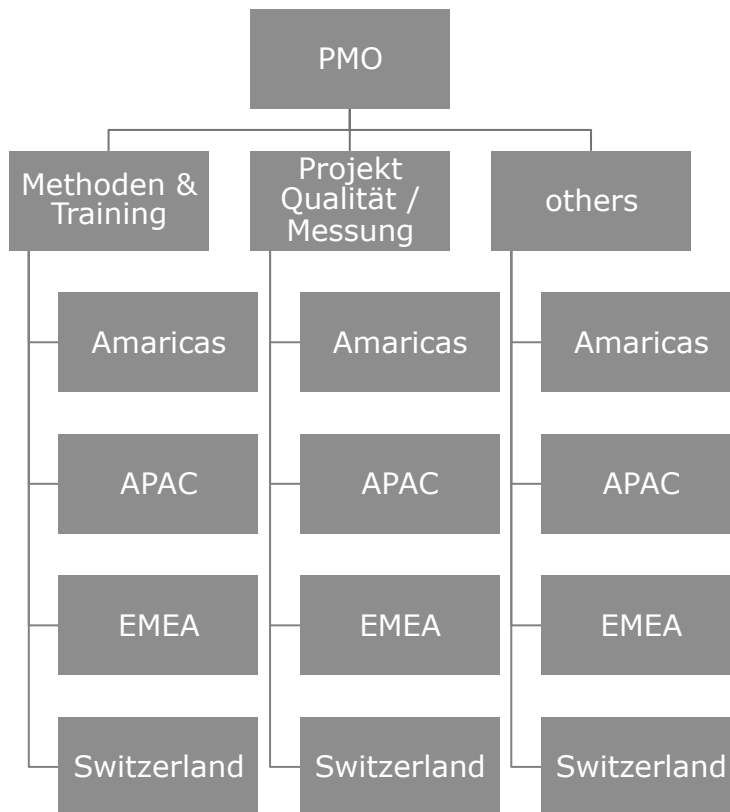 PMO
Methoden &
Training
Projekt
Qualität /
Messung
others
Amaricas
Amaricas
Amaricas
APAC
APAC
APAC
EMEA
EMEA
EMEA
Switzerland
Switzerland
Switzerland